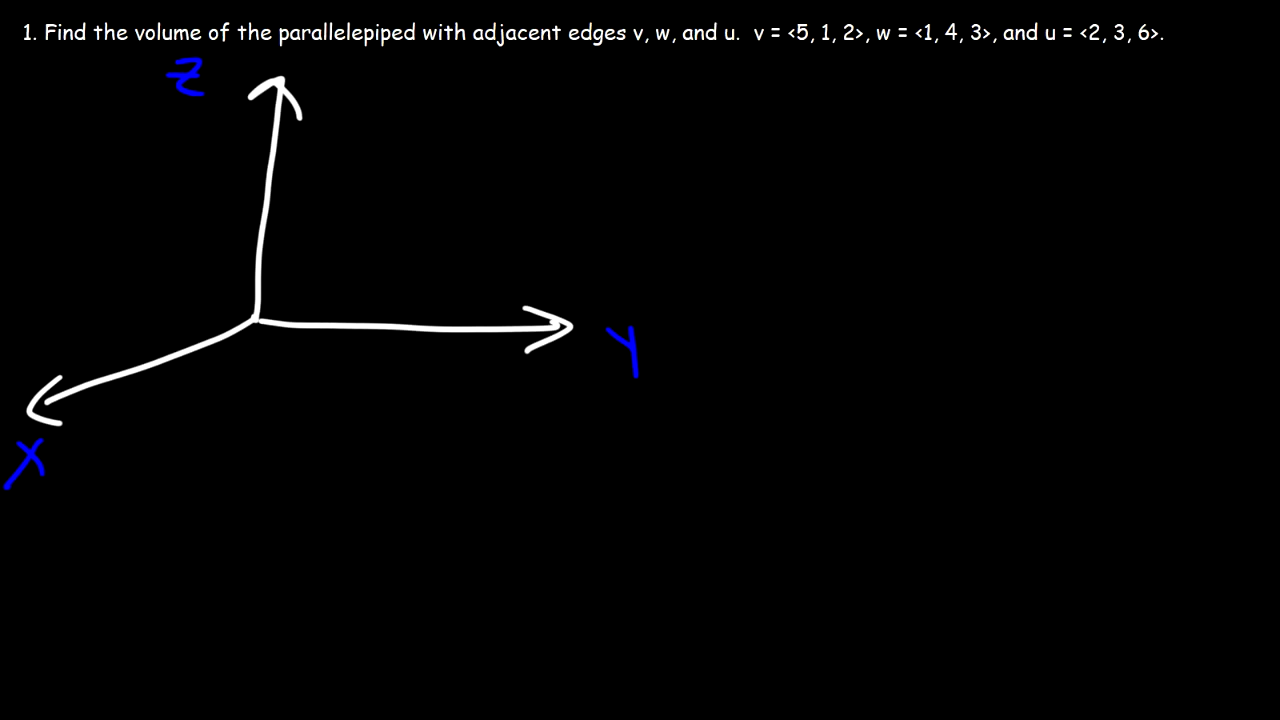 1. Find the volume of the parallelepiped with adjacent edges v, w, and u. v = <5, 1, 2>, w = <1, 4, 3>, and u = <2, 3, 6>.
Z
Y
X